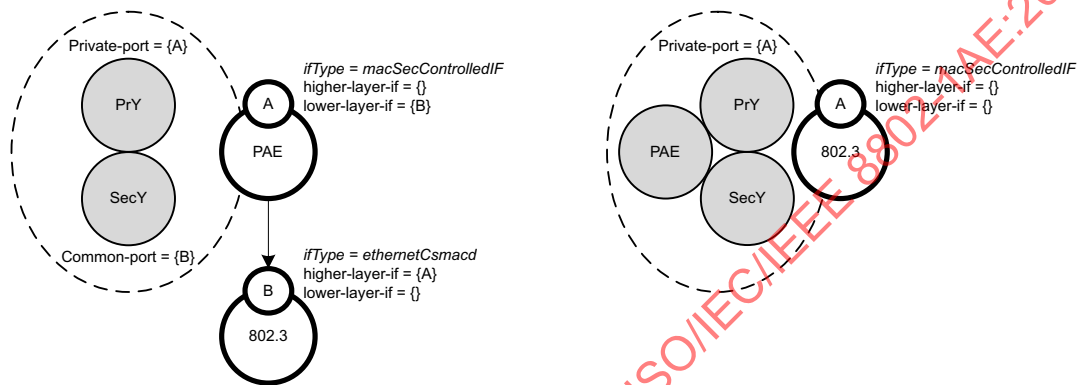 Private-port = {A}
PrY
SecY
Common-port = {B}
A
PAE
ifType = macSecControlledIF
higher-layer-if = {}
lower-layer-if = {B}
B
802.3
ifType = ethernetCsmacd
higher-layer-if = {A}
lower-layer-if = {}
Private-port = {A}
PrY
PAE
SecY
A
802.3
ifType = macSecControlledIF
higher-layer-if = {}
lower-layer-if = {}
ISO/IEC/IEEE 8802-1AE:20